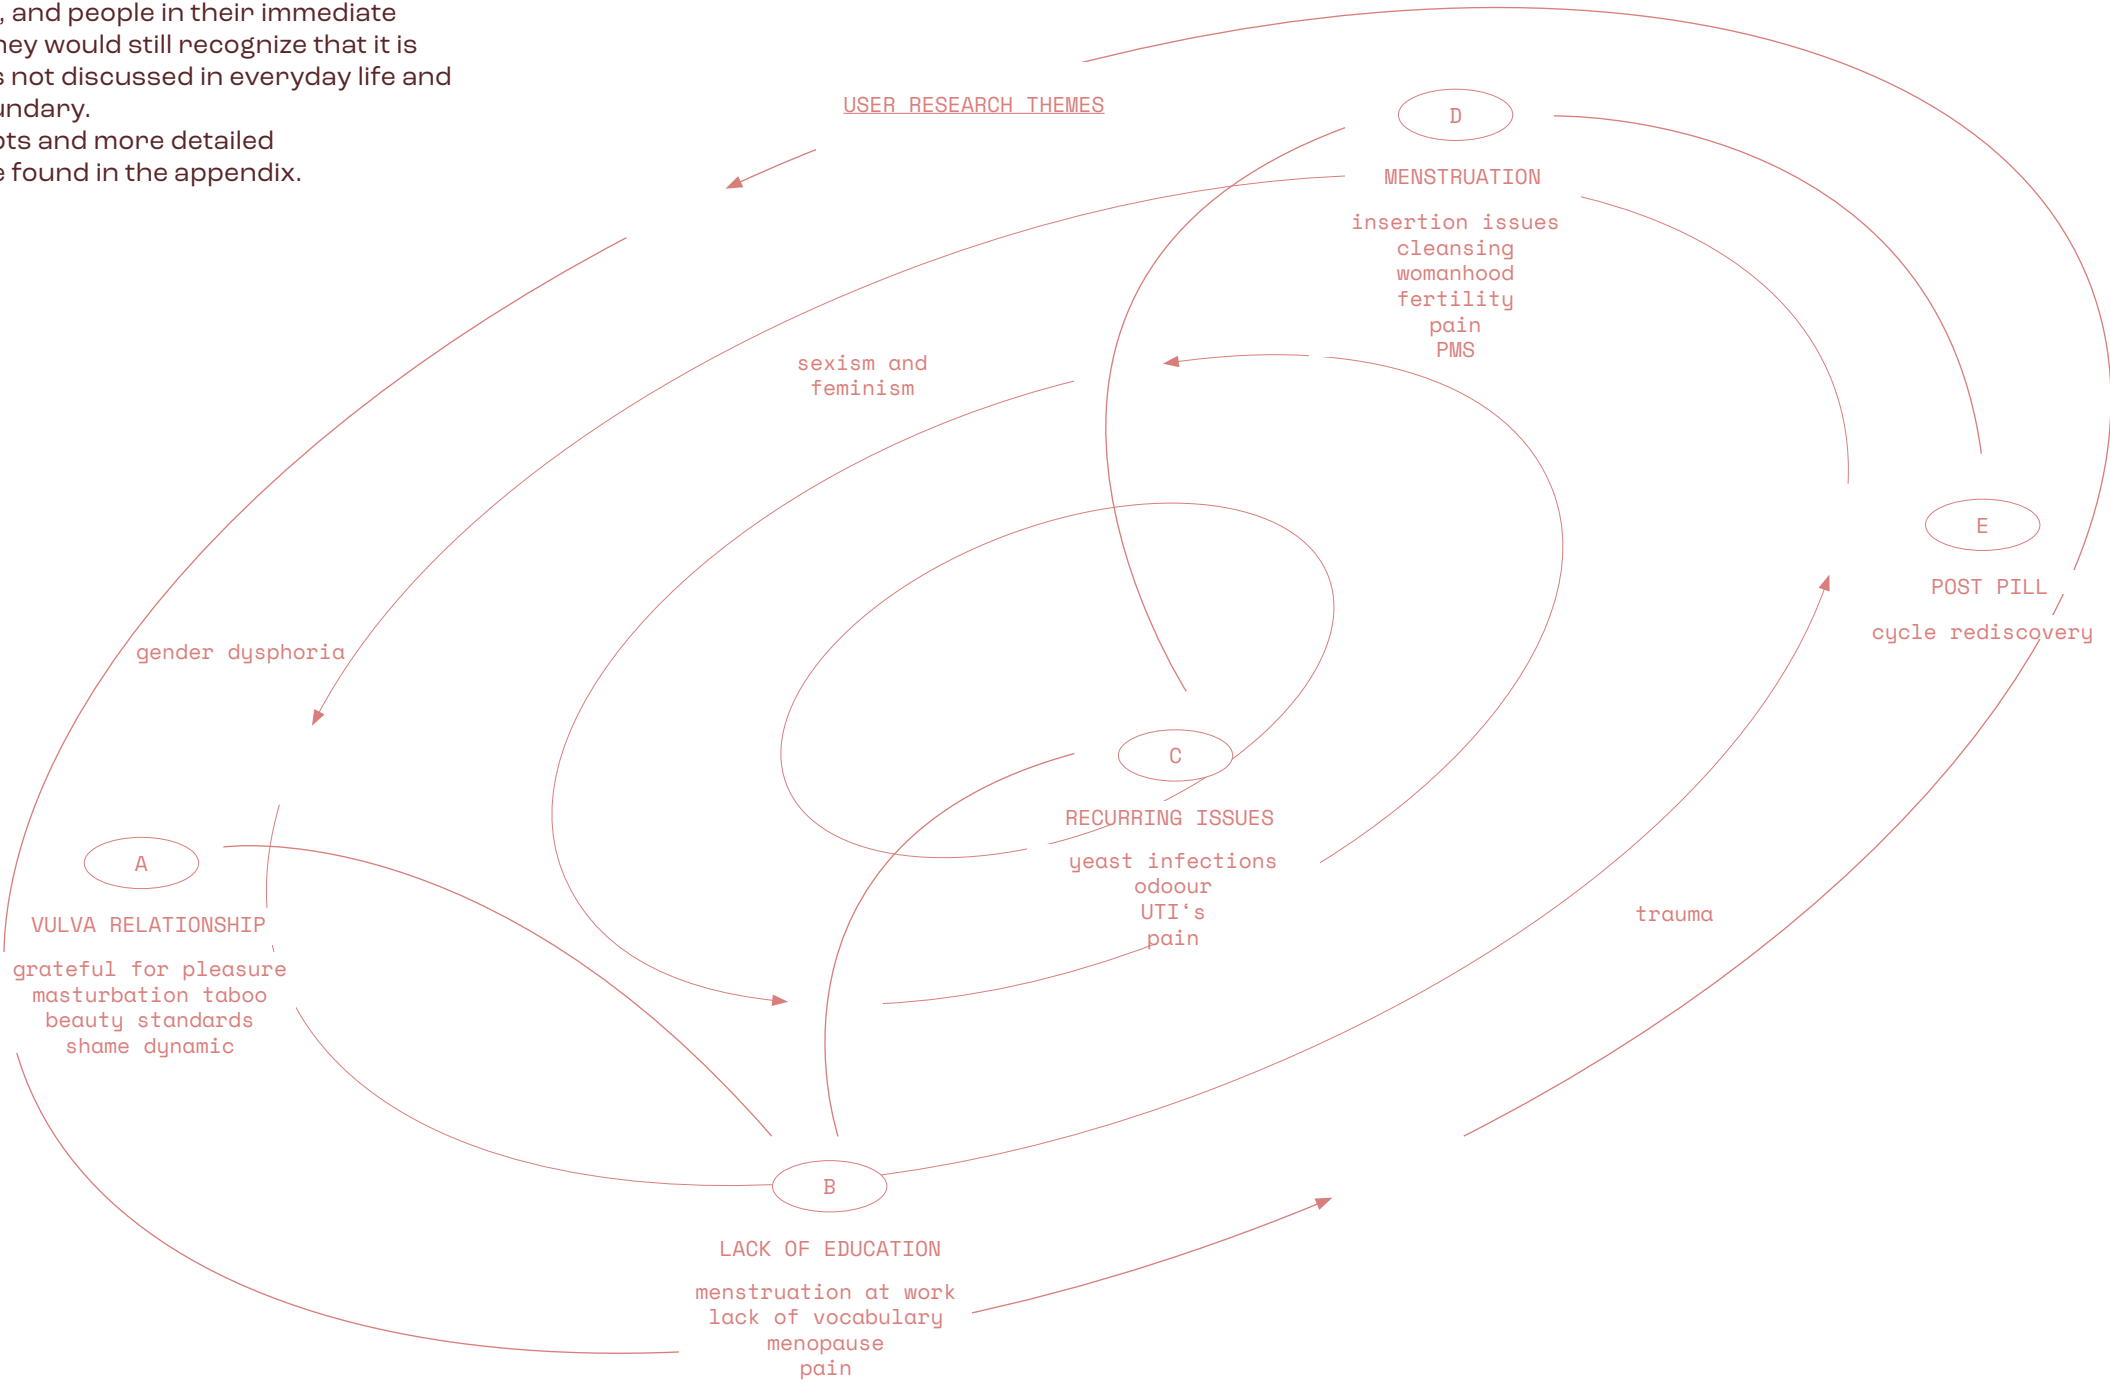 , and people in their immediate
hey would still recognize that it is
s not discussed in everyday life and
undary.
pts and more detailed
e found in the appendix.
USER RESEARCH THEMES
D
MENSTRUATION
insertion issues
cleansing
womanhood
fertility
pain
PMS
sexism and
feminism
E
POST PILL
cycle rediscovery
gender dysphoria
C
RECURRING ISSUES
yeast infections
odoour
UTI‘s
pain
A
VULVA RELATIONSHIP
grateful for pleasure
masturbation taboo
beauty standards
shame dynamic
trauma
B
LACK OF EDUCATION
menstruation at work
lack of vocabulary
menopause
pain